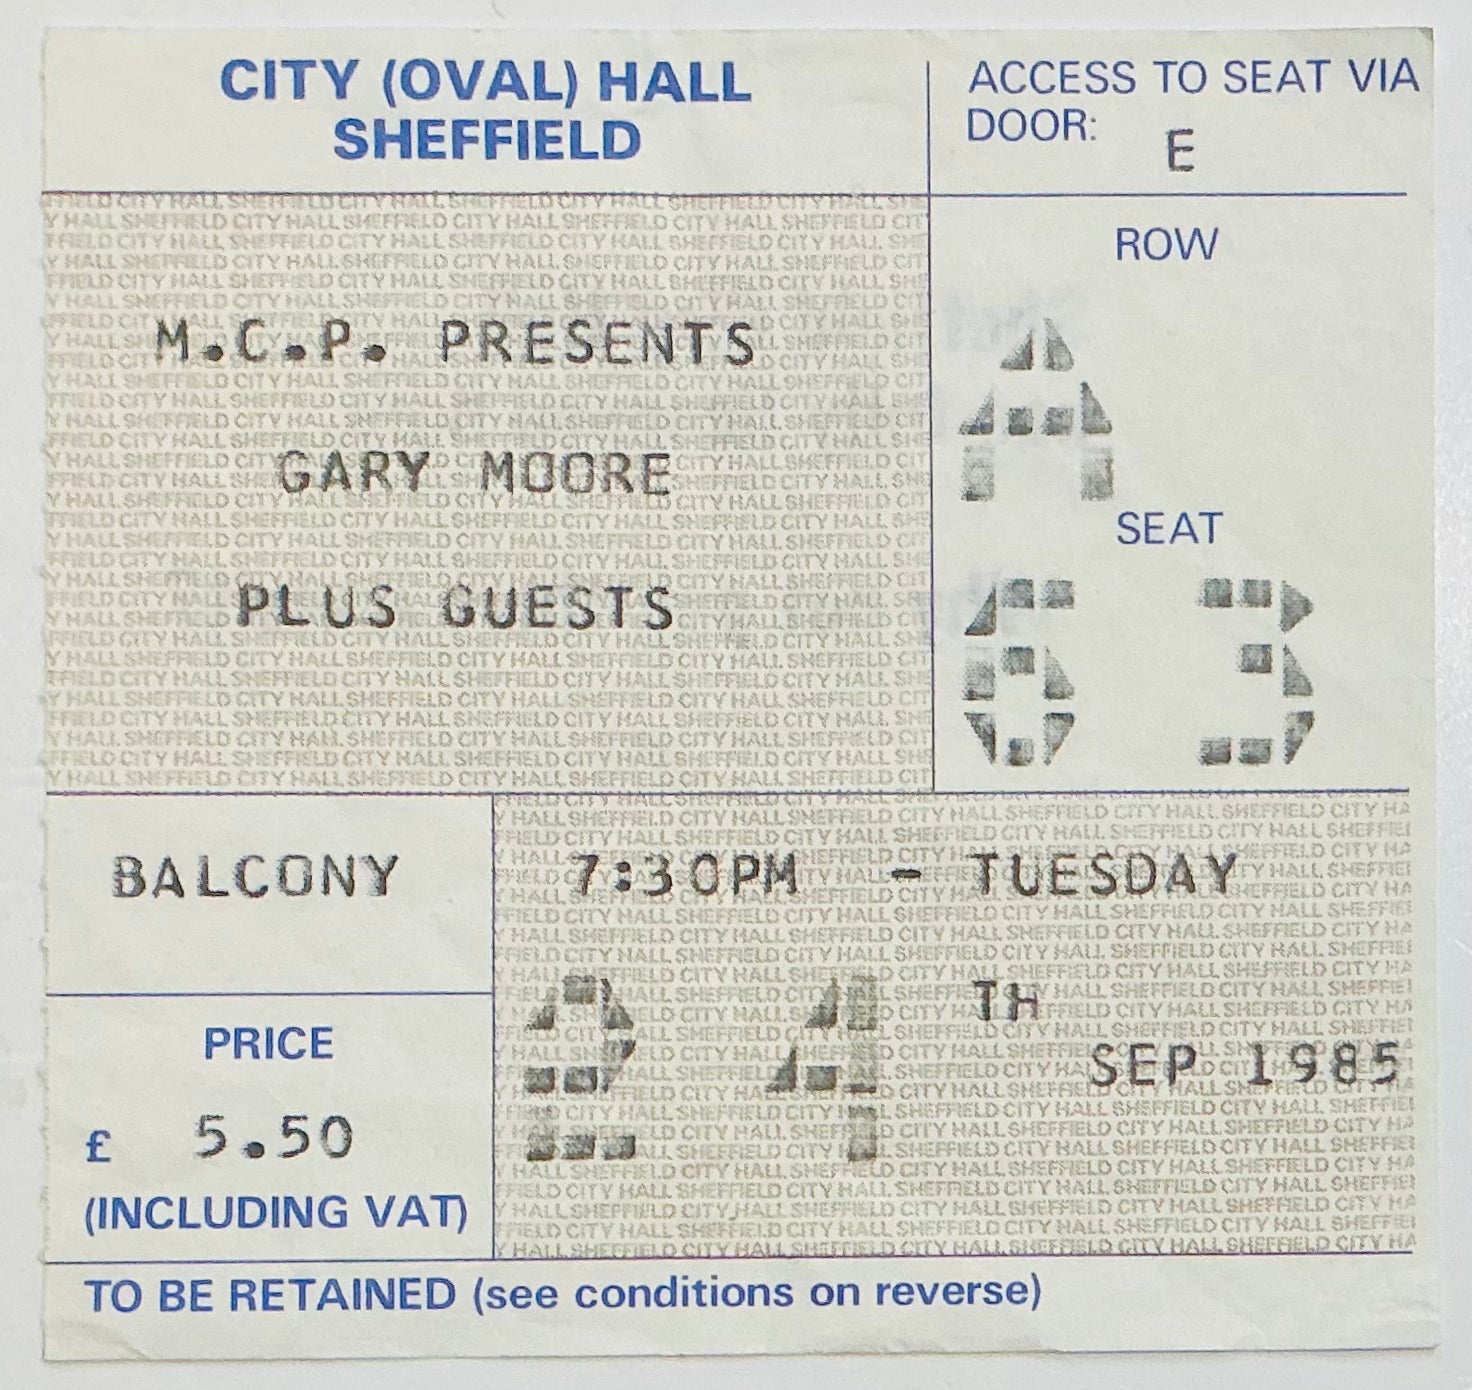 CITY (OVAL) HALL
SHEFFIELD
ACCESS TO SEAT VIA
DOOR: E
M.C.P. PRESENTS
GARY MOORE
PLUS GUESTS
ROW
A
SEAT
63
BALCONY
7:30PM - TUESDAY
24 TH
SEP 1985
PRICE
£ 5.50
(INCLUDING VAT)
TO BE RETAINED (see conditions on reverse)